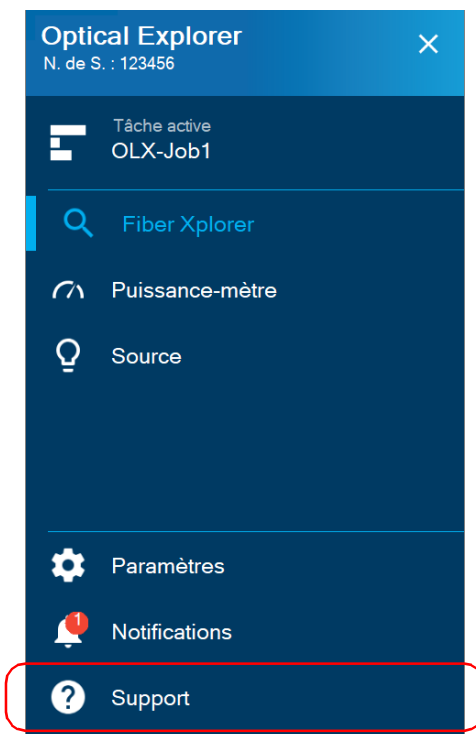 Optical Explorer
N. de S. : 123456
Tâche active
OLX-Job1
Fiber Xplorer
Puissance-mètre
Source
Paramètres
1
Notifications
?
Support